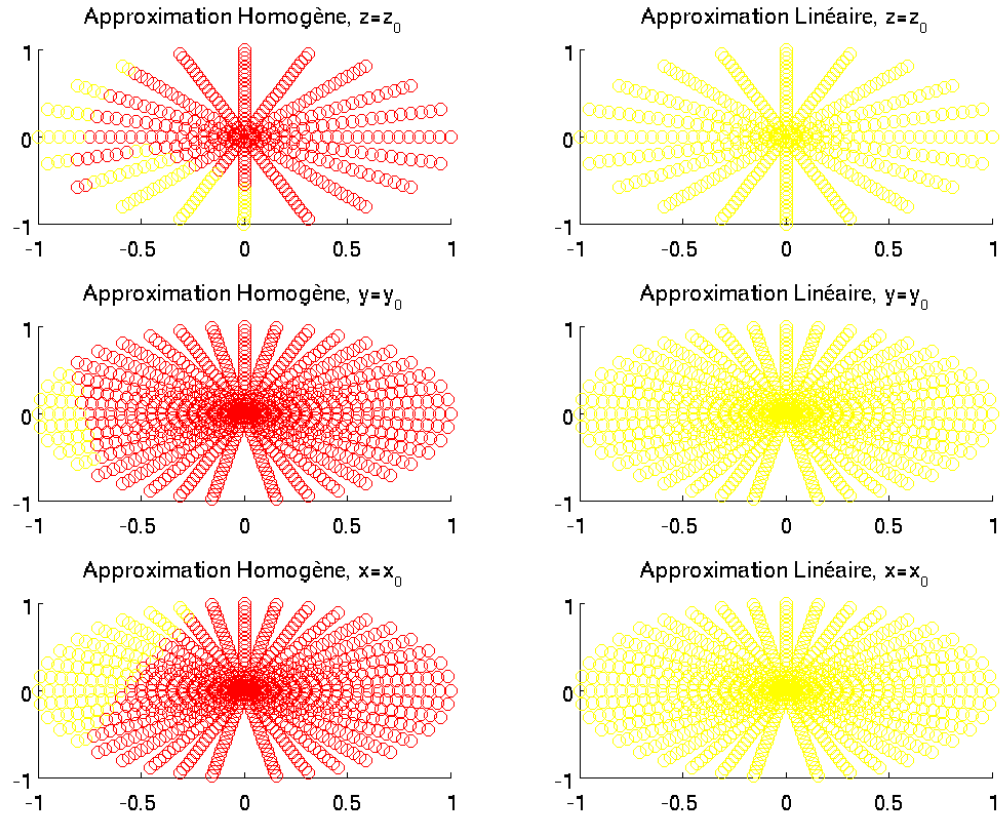 Approximation Homogène, z=z₀
1
0
-1
-1 -0.5 0 0.5 1
Approximation Linéaire, z=z₀
1
0
-1
-1 -0.5 0 0.5 1
Approximation Homogène, y=y₀
1
0
-1
-1 -0.5 0 0.5 1
Approximation Linéaire, y=y₀
1
0
-1
-1 -0.5 0 0.5 1
Approximation Homogène, x=x₀
1
0
-1
-1 -0.5 0 0.5 1
Approximation Linéaire, x=x₀
1
0
-1
-1 -0.5 0 0.5 1